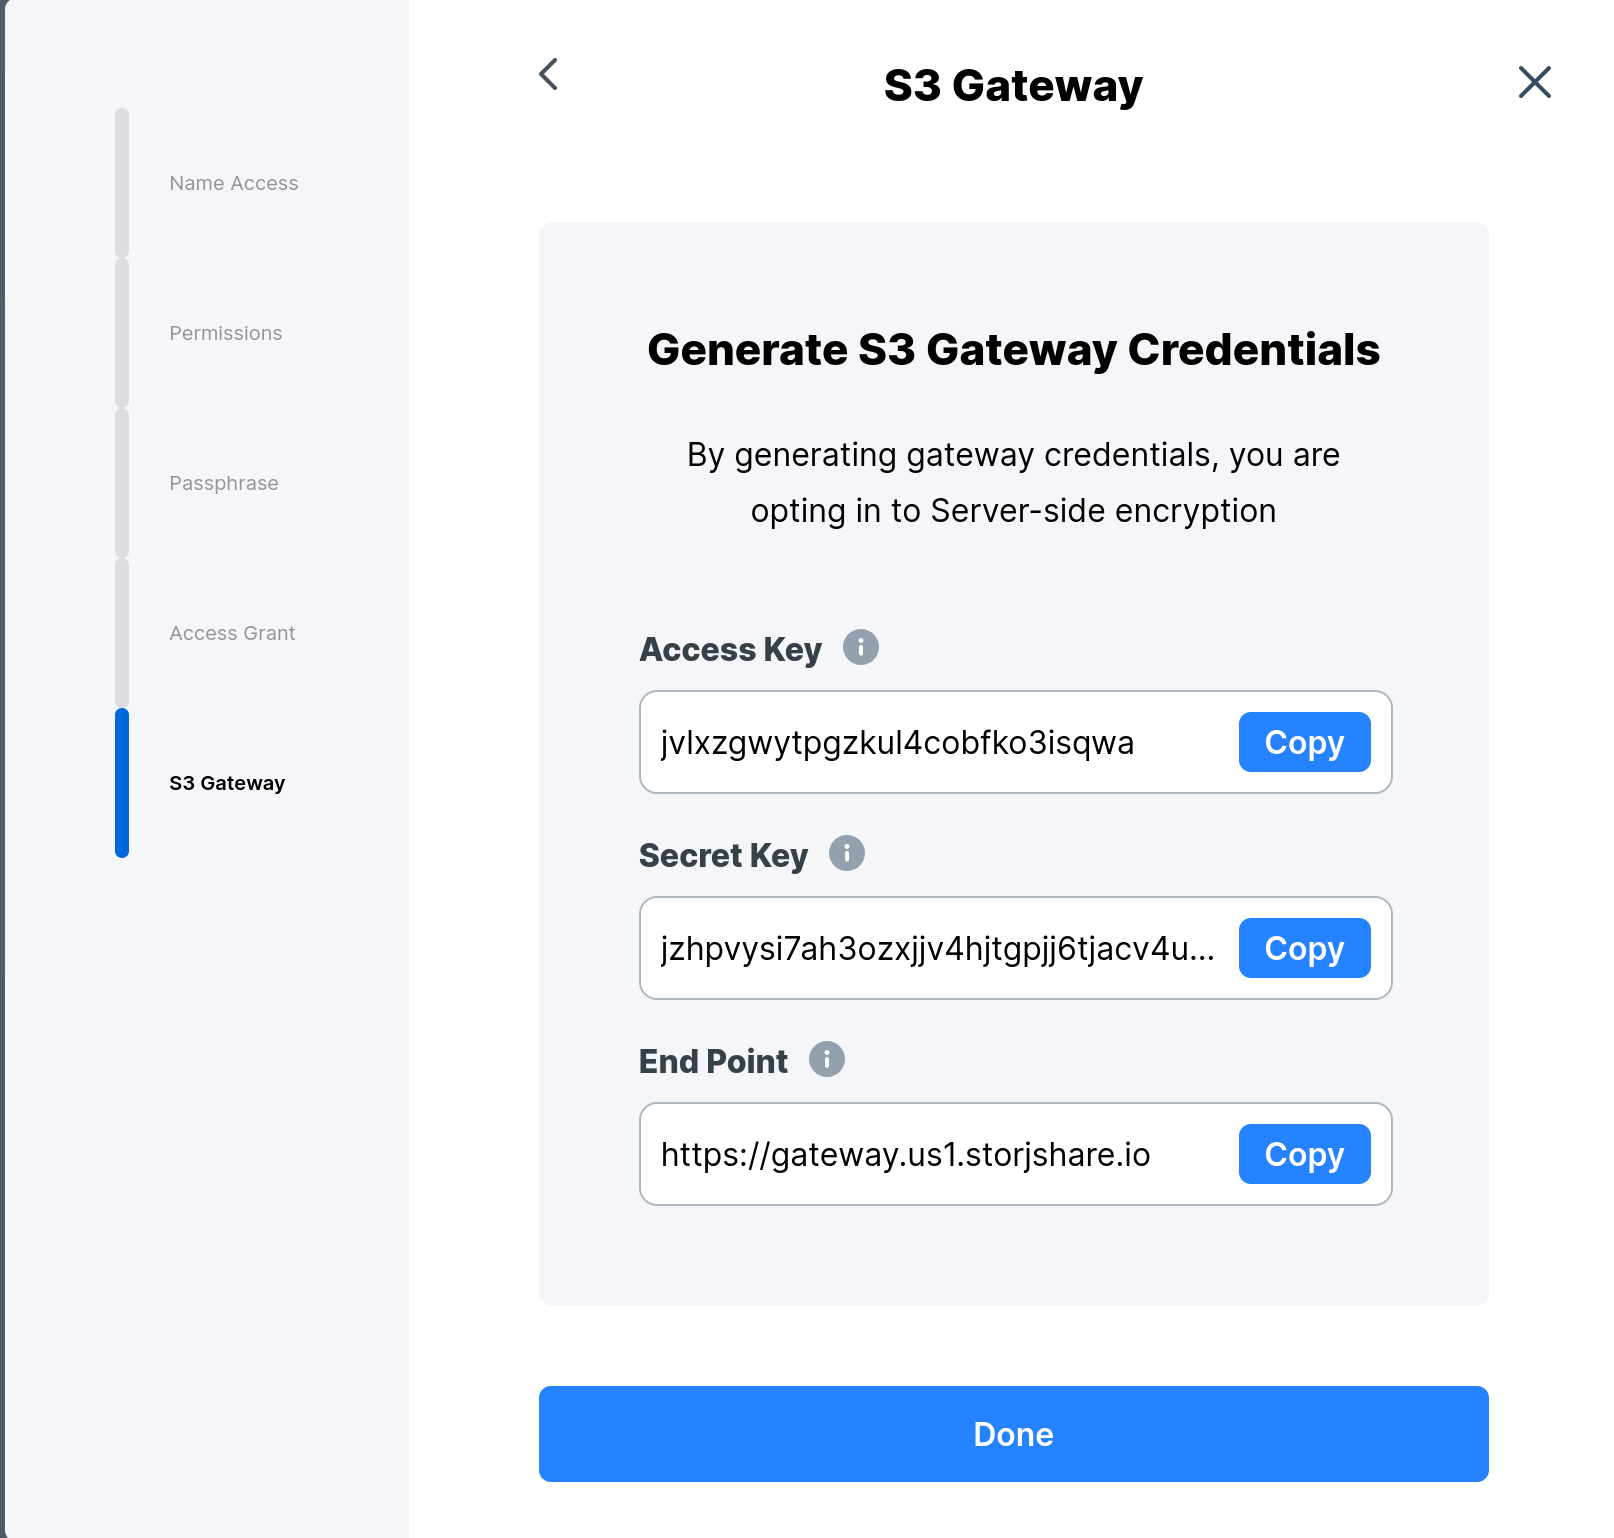 S3 Gateway
Name Access
Permissions
Passphrase
Access Grant
S3 Gateway
Generate S3 Gateway Credentials
By generating gateway credentials, you are
opting in to Server-side encryption
Access Key
jvlxzgwytpgzkul4cobfko3isqwa
Copy
Secret Key
jzhpvysi7ah3ozxjjv4hjtgpjj6tjacv4u...
Copy
End Point
https://gateway.us1.storjshare.io
Copy
Done